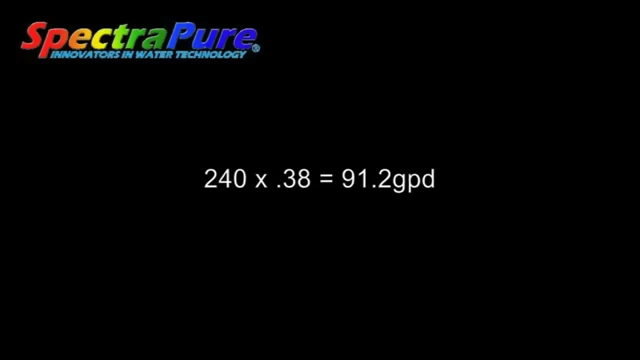 SpectraPure®
INNOVATORS IN WATER TECHNOLOGY
240 x .38 = 91.2gpd